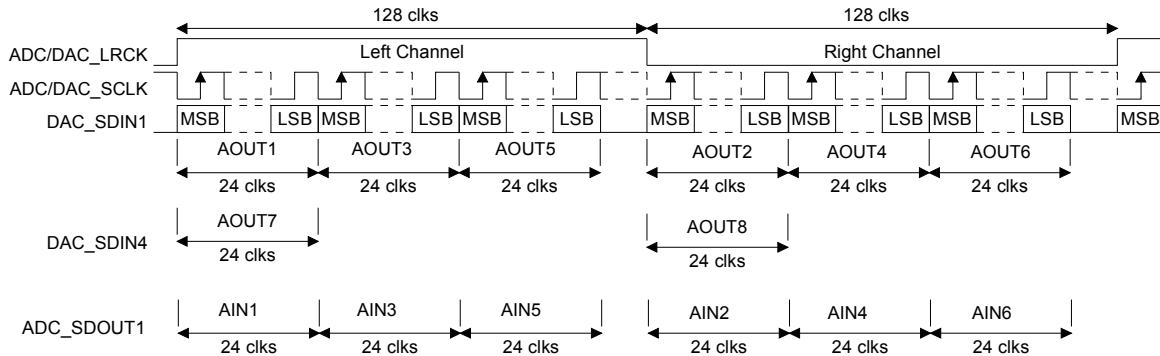 128 clks 128 clks
ADC/DAC_LRCK Left Channel Right Channel
ADC/DAC_SCLK
DAC_SDIN1 MSB LSB MSB LSB MSB LSB MSB LSB MSB LSB MSB LSB MSB
AOUT1 AOUT3 AOUT5 AOUT2 AOUT4 AOUT6
24 clks 24 clks 24 clks 24 clks 24 clks 24 clks
DAC_SDIN4 AOUT7 AOUT8
24 clks 24 clks
ADC_SDOUT1 AIN1 AIN3 AIN5 AIN2 AIN4 AIN6
24 clks 24 clks 24 clks 24 clks 24 clks 24 clks